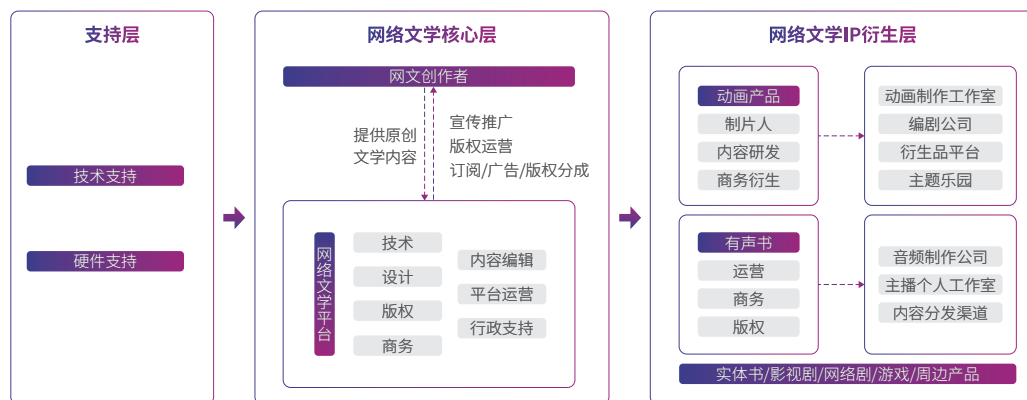 支持层
技术支持
硬件支持
网络文学核心层
网文创作者
提供原创
文学内容
宣传推广
版权运营
订阅/广告/版权分成
网络文学平台
技术
设计
版权
商务
内容编辑
平台运营
行政支持
网络文学IP衍生层
动画产品
制片人
内容研发
商务衍生
动画制作工作室
编剧公司
衍生品平台
主题乐园
有声书
运营
商务
版权
音频制作公司
主播个人工作室
内容分发渠道
实体书/影视剧/网络剧/游戏/周边产品